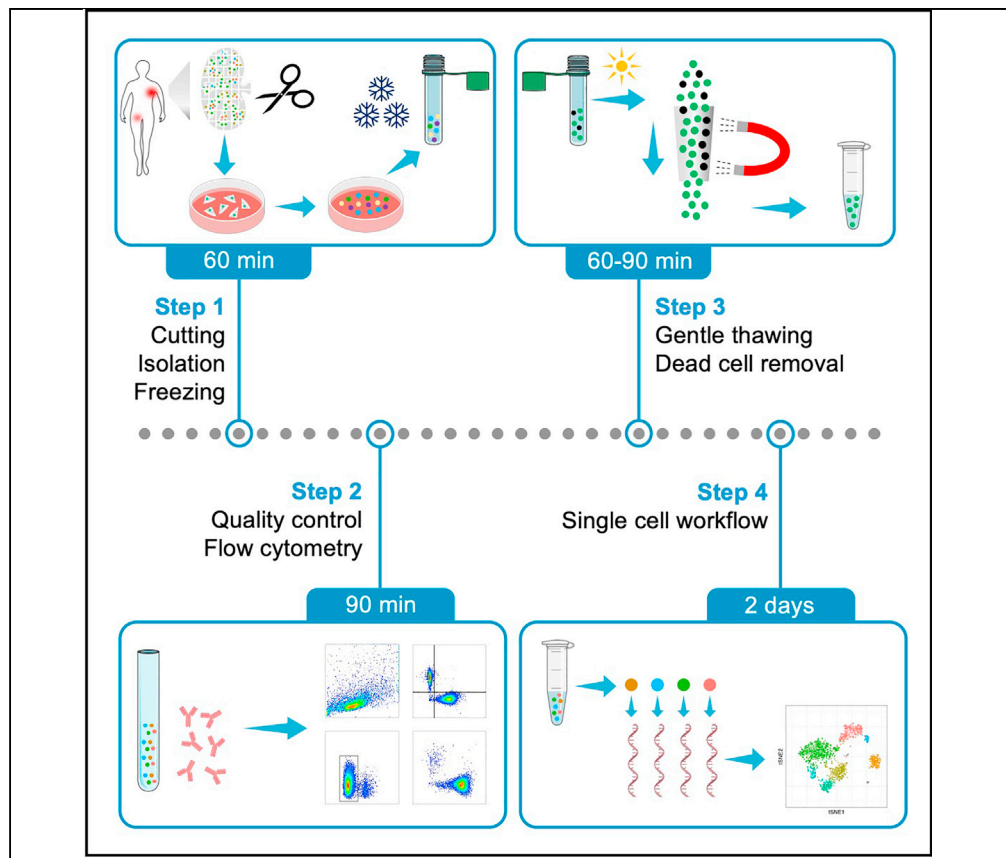 60 min
Step 1
Cutting
Isolation
Freezing
60-90 min
Step 3
Gentle thawing
Dead cell removal
Step 2
Quality control
Flow cytometry
90 min
Step 4
Single cell workflow
2 days
tSNE2
tSNE1